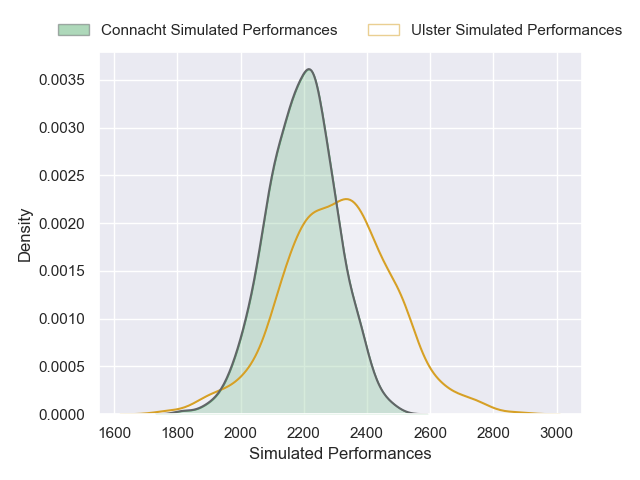 Connacht Simulated Performances
Ulster Simulated Performances
0.0035
0.0030
0.0025
0.0020
0.0015
0.0010
0.0005
0.0000
Density
1600 1800 2000 2200 2400 2600 2800 3000
Simulated Performances